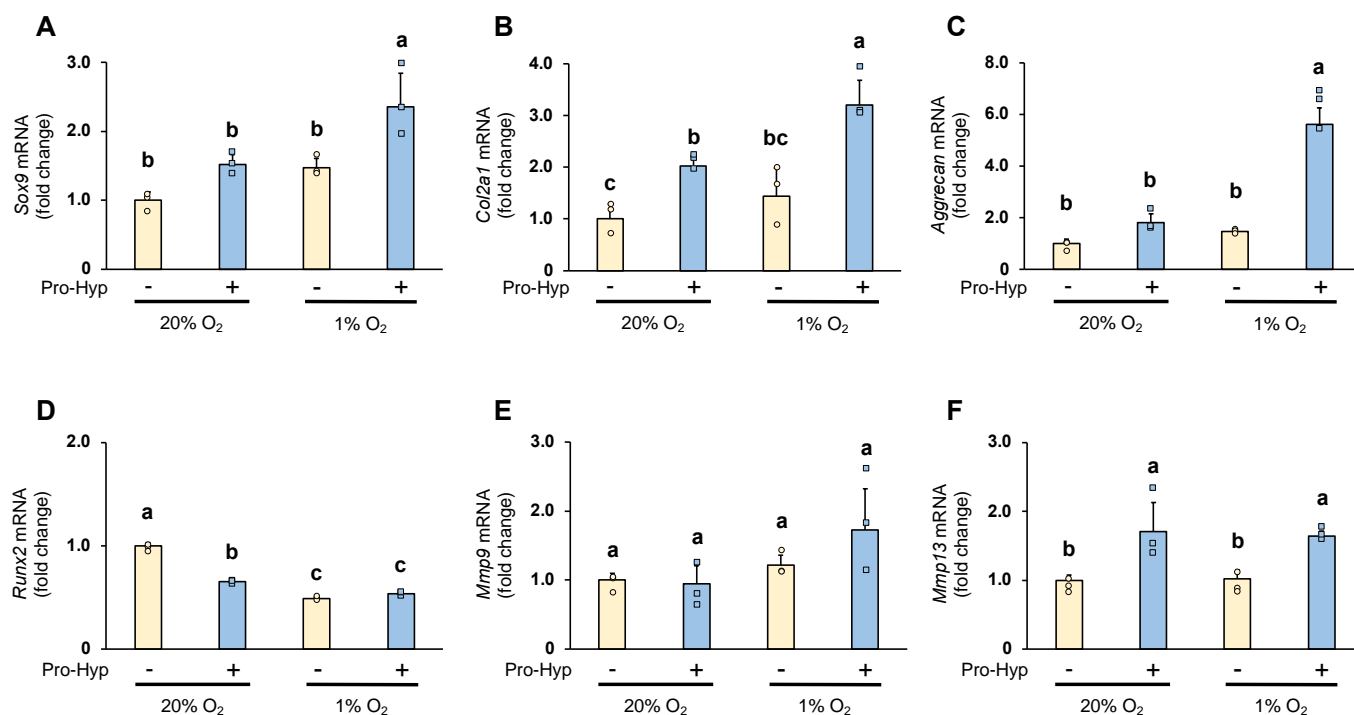 A
Sox9 mRNA
(fold change)
3.0
2.0
1.0
0
b
b
b
a
Pro-Hyp
-
+
-
+
20% O₂
1% O₂
B
Col2a1 mRNA
(fold change)
4.0
3.0
2.0
1.0
0
c
b
bc
a
Pro-Hyp
-
+
-
+
20% O₂
1% O₂
C
Aggrecan mRNA
(fold change)
8.0
6.0
4.0
2.0
0
b
b
b
a
Pro-Hyp
-
+
-
+
20% O₂
1% O₂
D
Runx2 mRNA
(fold change)
2.0
1.0
0
a
b
c
c
Pro-Hyp
-
+
-
+
20% O₂
1% O₂
E
Mmp9 mRNA
(fold change)
3.0
2.0
1.0
0
a
a
a
a
Pro-Hyp
-
+
-
+
20% O₂
1% O₂
F
Mmp13 mRNA
(fold change)
3.0
2.0
1.0
0
b
a
b
a
Pro-Hyp
-
+
-
+
20% O₂
1% O₂